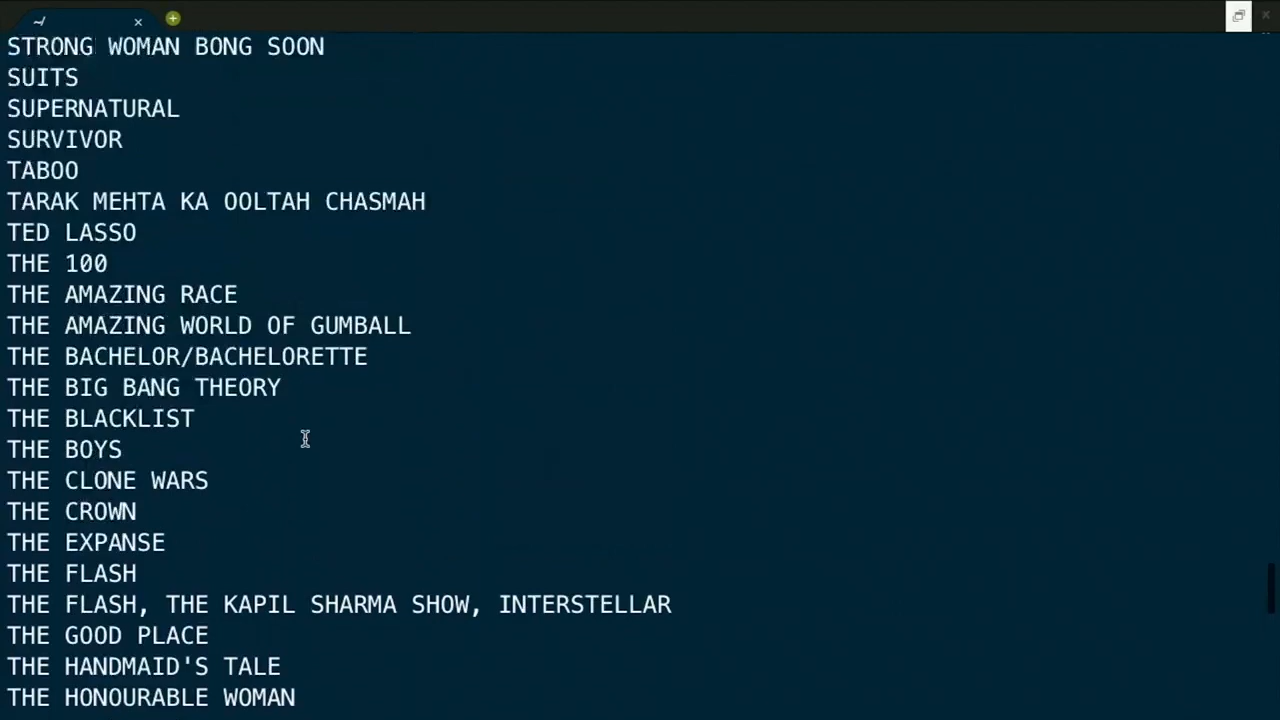 ~/
STRONG WOMAN BONG SOON
SUITS
SUPERNATURAL
SURVIVOR
TABOO
TARAK MEHTA KA OOLTAH CHASMAH
TED LASSO
THE 100
THE AMAZING RACE
THE AMAZING WORLD OF GUMBALL
THE BACHELOR/BACHELORETTE
THE BIG BANG THEORY
THE BLACKLIST
THE BOYS
THE CLONE WARS
THE CROWN
THE EXPANSE
THE FLASH
THE FLASH, THE KAPIL SHARMA SHOW, INTERSTELLAR
THE GOOD PLACE
THE HANDMAID'S TALE
THE HONOURABLE WOMAN